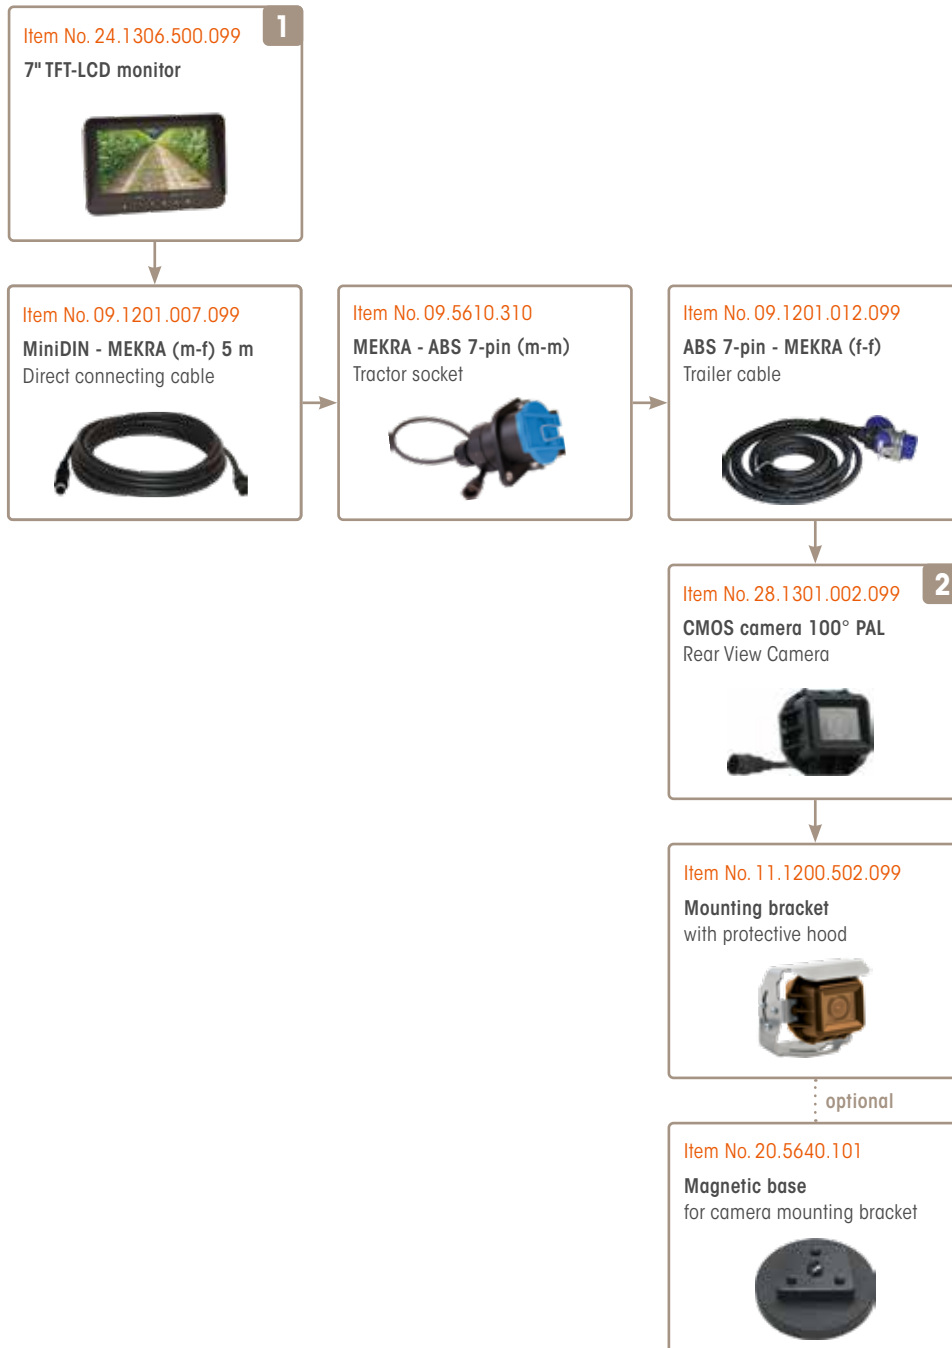 Item No. 24.1306.500.099
1
7" TFT-LCD monitor
Item No. 09.1201.007.099
MiniDIN - MEKRA (m-f) 5 m
Direct connecting cable
Item No. 09.5610.310
MEKRA - ABS 7-pin (m-m)
Tractor socket
Item No. 09.1201.012.099
ABS 7-pin - MEKRA (f-f)
Trailer cable
Item No. 28.1301.002.099
2
CMOS camera 100° PAL
Rear View Camera
Item No. 11.1200.502.099
Mounting bracket
with protective hood
optional
Item No. 20.5640.101
Magnetic base
for camera mounting bracket